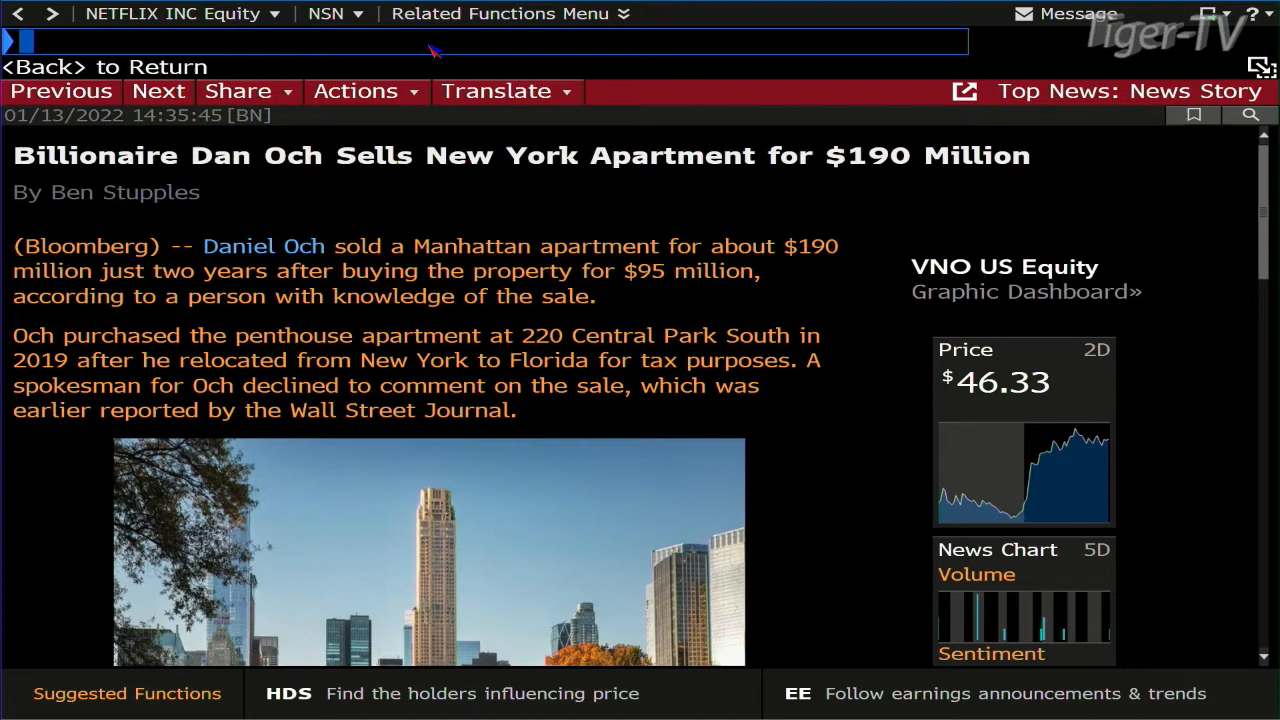 NETFLIX INC Equity NSN Related Functions Menu Message ?
Tiger-TV
<Back> to Return
Previous Next Share Actions Translate Top News: News Story
01/13/2022 14:35:45 [BN]
Billionaire Dan Och Sells New York Apartment for $190 Million
By Ben Stupples
(Bloomberg) -- Daniel Och sold a Manhattan apartment for about $190
million just two years after buying the property for $95 million,
according to a person with knowledge of the sale.
Och purchased the penthouse apartment at 220 Central Park South in
2019 after he relocated from New York to Florida for tax purposes. A
spokesman for Och declined to comment on the sale, which was
earlier reported by the Wall Street Journal.
VNO US Equity
Graphic Dashboard»
Price 2D
$46.33
News Chart 5D
Volume
Sentiment
Suggested Functions HDS Find the holders influencing price EE Follow earnings announcements & trends